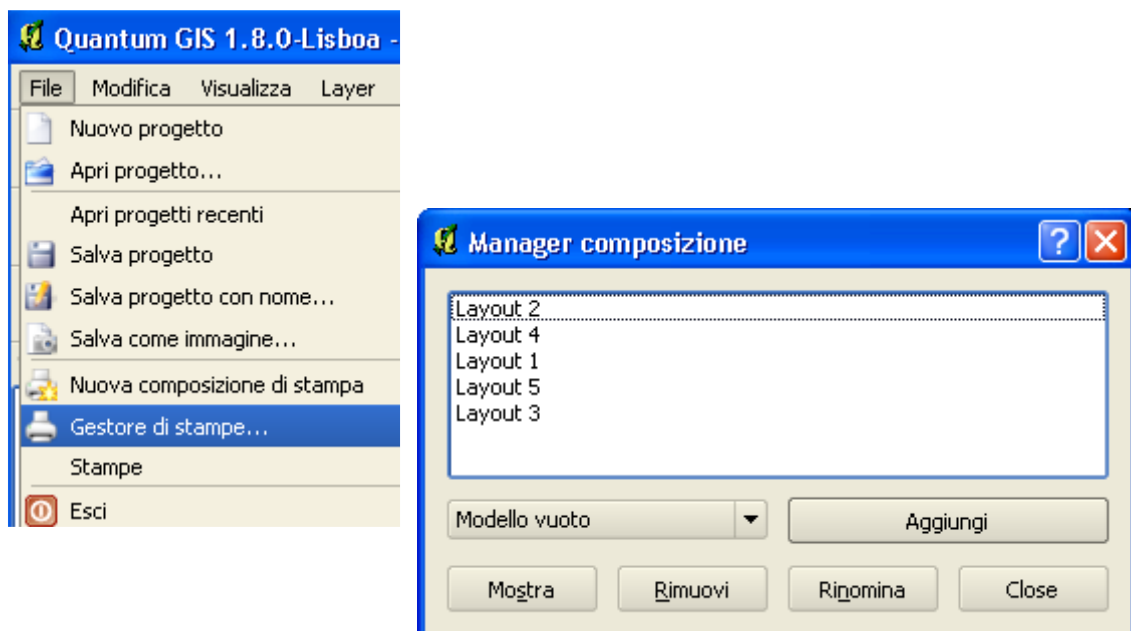 Quantum GIS 1.8.0-Lisboa -
File Modifica Visualizza Layer
Nuovo progetto
Apri progetto...
Apri progetti recenti
Salva progetto
Salva progetto con nome...
Salva come immagine...
Nuova composizione di stampa
Gestore di stampe...
Stampe
Esci
Manager composizione
Layout 2
Layout 4
Layout 1
Layout 5
Layout 3
Modello vuoto Aggiungi
Mostra Rimuovi Rinomina Close